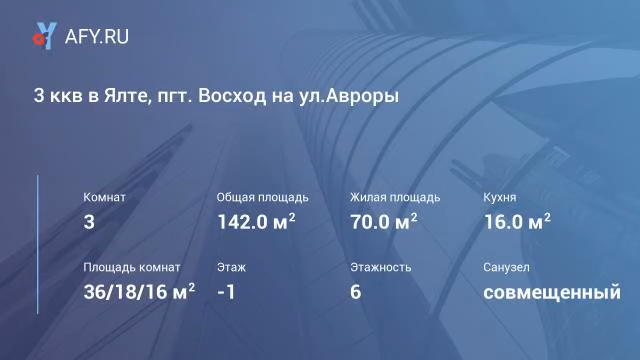 AFY.RU
3 ккв в Ялте, пгт. Восход на ул.Авроры
Комнат
3
Общая площадь
142.0 м²
Жилая площадь
70.0 м²
Кухня
16.0 м²
Площадь комнат
36/18/16 м²
Этаж
-1
Этажность
6
Санузел
совмещенный